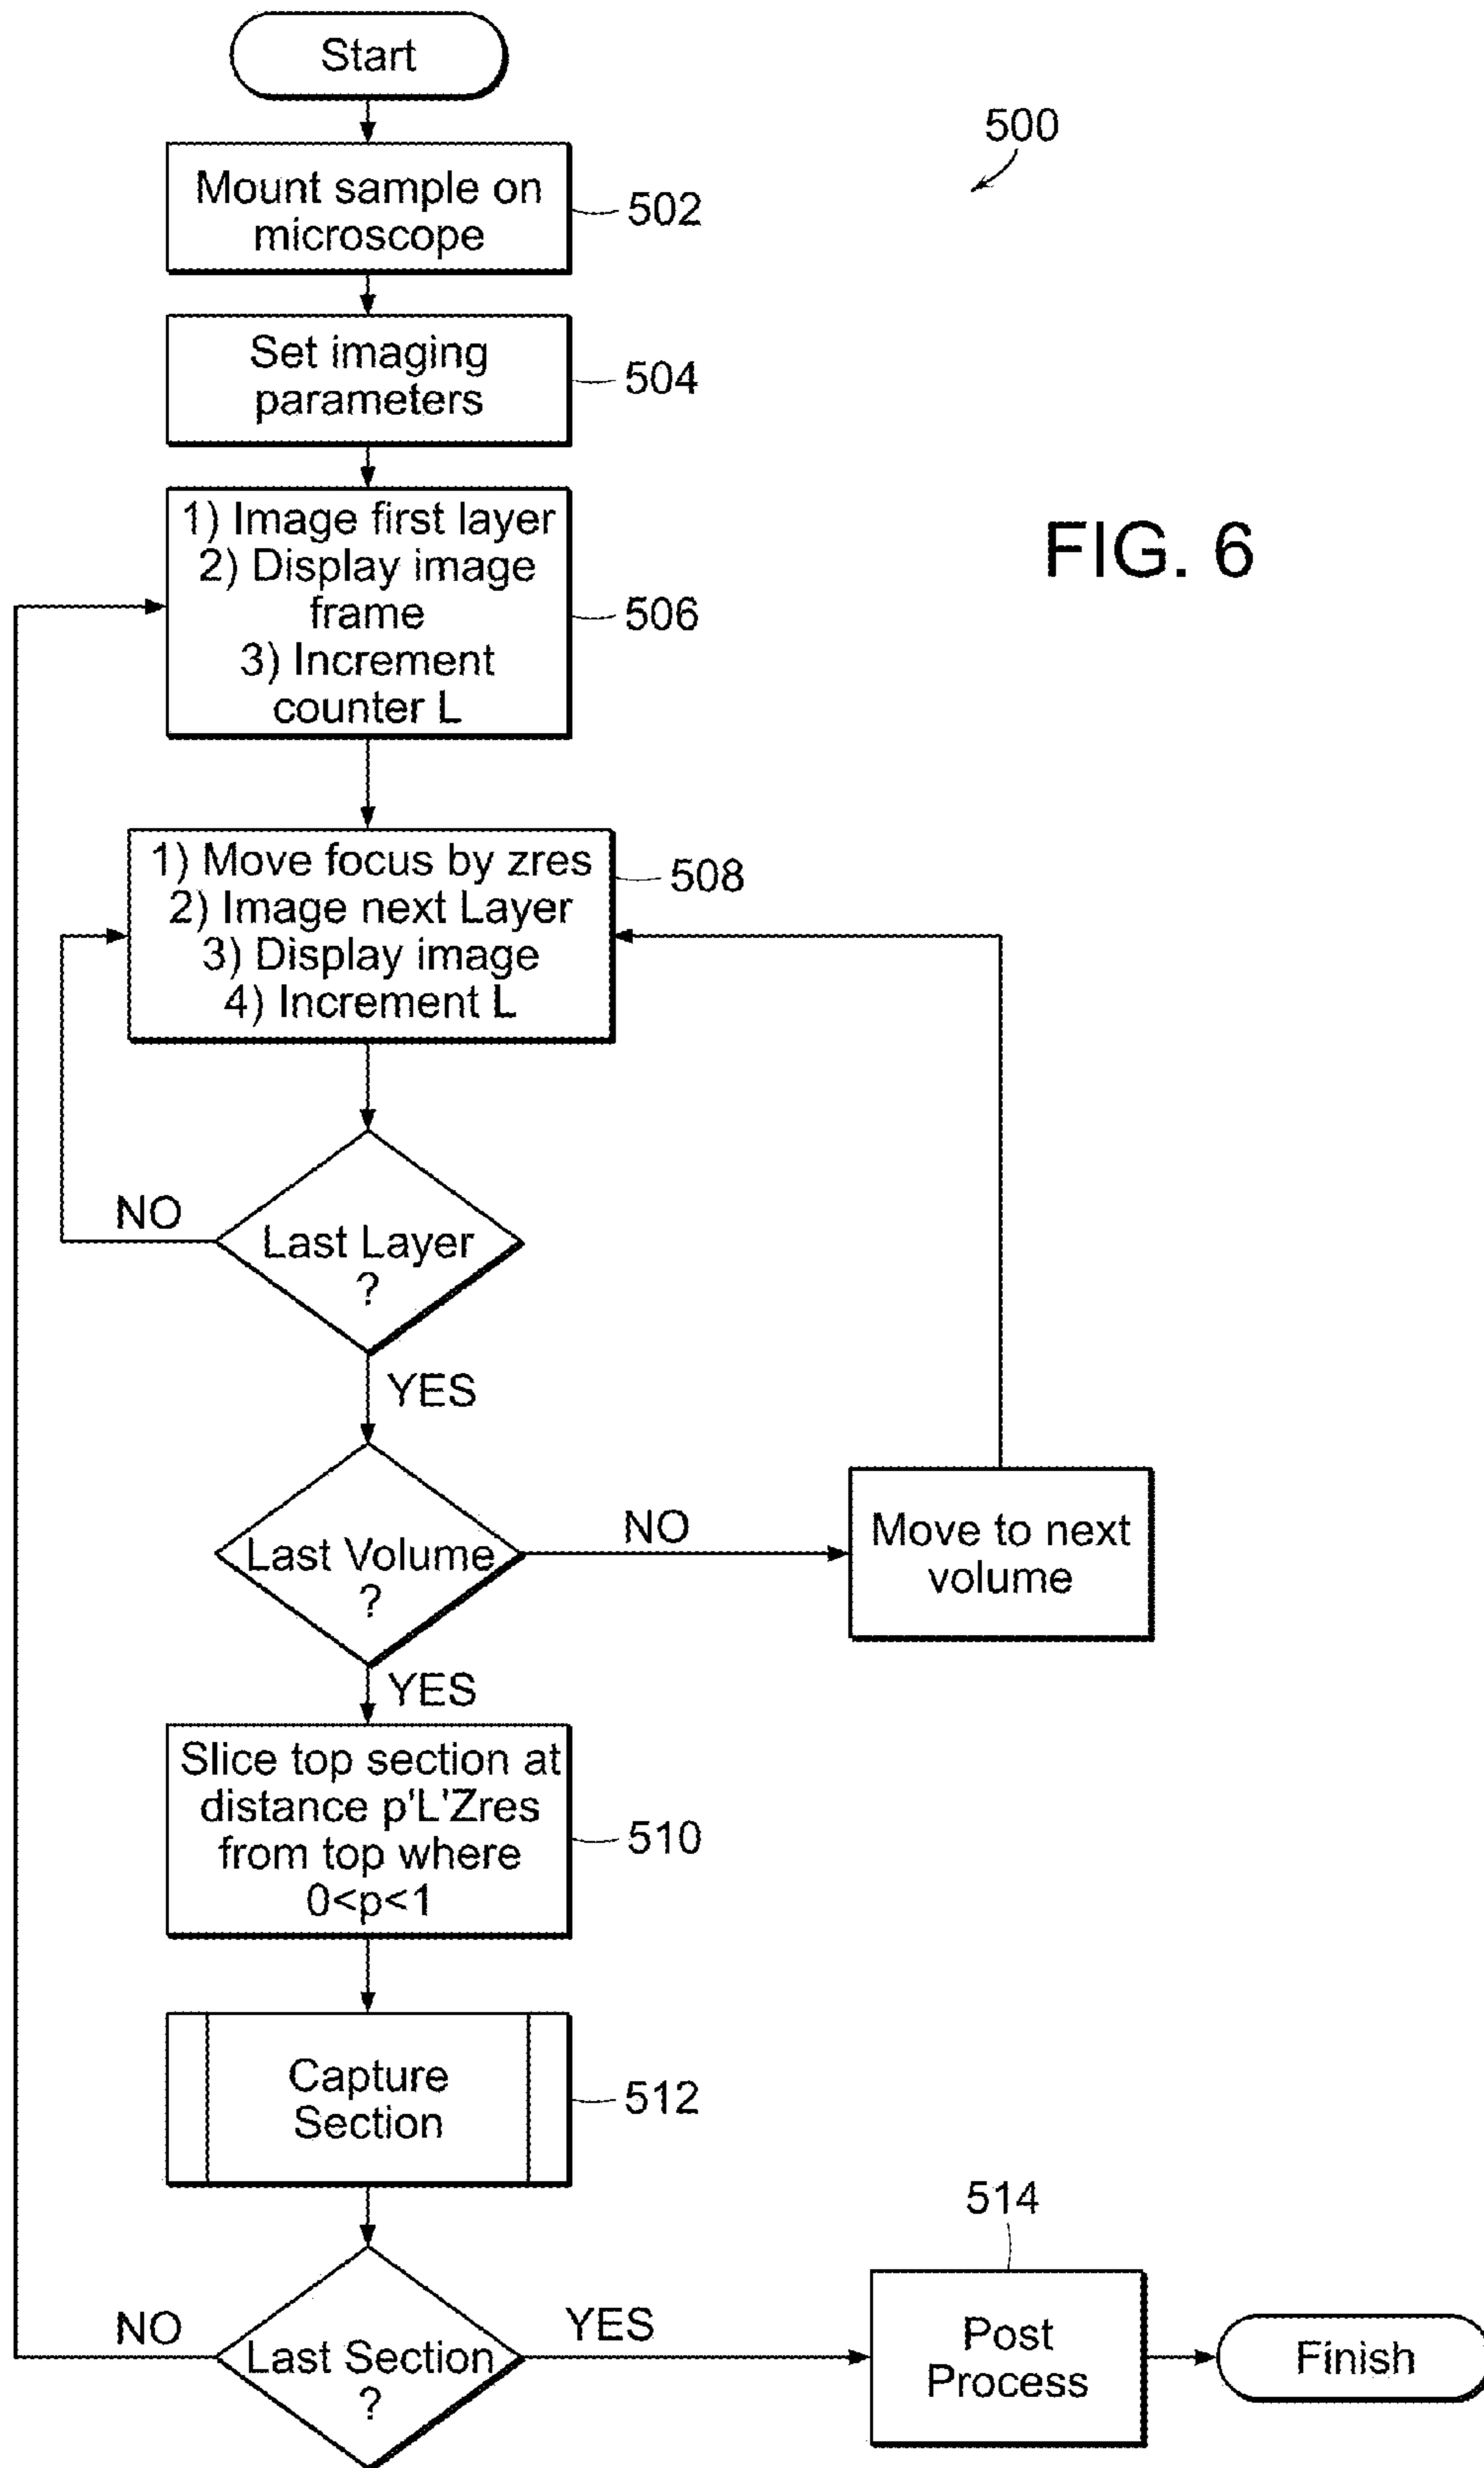 Start
500
Mount sample on
microscope
502
Set imaging
parameters
504
FIG. 6
1) Image first layer
2) Display image
frame
3) Increment
counter L
506
1) Move focus by zres
2) Image next Layer
3) Display image
4) Increment L
508
NO
Last Layer
?
YES
Last Volume
?
NO
Move to next
volume
YES
Slice top section at
distance p'L'Zres
from top where
0<p<1
510
Capture
Section
512
NO
Last Section
?
YES
514
Post
Process
Finish